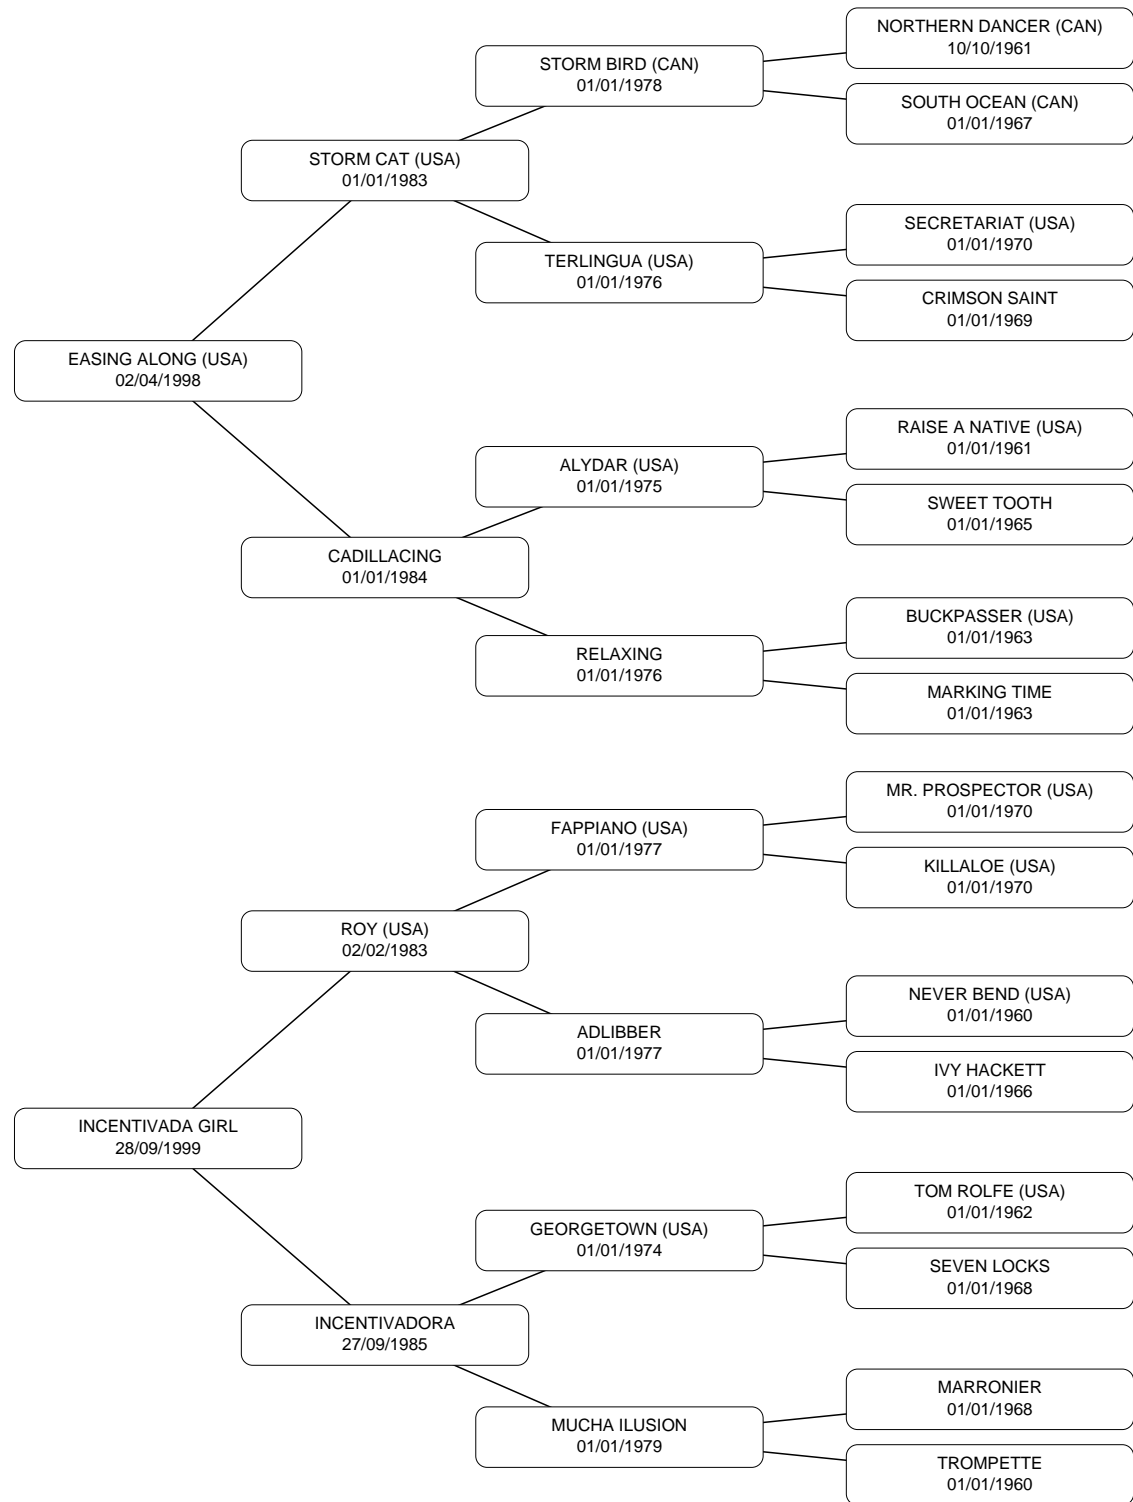 NORTHERN DANCER (CAN)
10/10/1961
STORM BIRD (CAN)
01/01/1978
SOUTH OCEAN (CAN)
01/01/1967
STORM CAT (USA)
01/01/1983
SECRETARIAT (USA)
01/01/1970
TERLINGUA (USA)
01/01/1976
CRIMSON SAINT
01/01/1969
EASING ALONG (USA)
02/04/1998
RAISE A NATIVE (USA)
01/01/1961
ALYDAR (USA)
01/01/1975
SWEET TOOTH
01/01/1965
CADILLACING
01/01/1984
BUCKPASSER (USA)
01/01/1963
RELAXING
01/01/1976
MARKING TIME
01/01/1963
MR. PROSPECTOR (USA)
01/01/1970
FAPPIANO (USA)
01/01/1977
KILLALOE (USA)
01/01/1970
ROY (USA)
02/02/1983
NEVER BEND (USA)
01/01/1960
ADLIBBER
01/01/1977
IVY HACKETT
01/01/1966
INCENTIVADA GIRL
28/09/1999
TOM ROLFE (USA)
01/01/1962
GEORGETOWN (USA)
01/01/1974
SEVEN LOCKS
01/01/1968
INCENTIVADORA
27/09/1985
MARRONIER
01/01/1968
MUCHA ILUSION
01/01/1979
TROMPETTE
01/01/1960